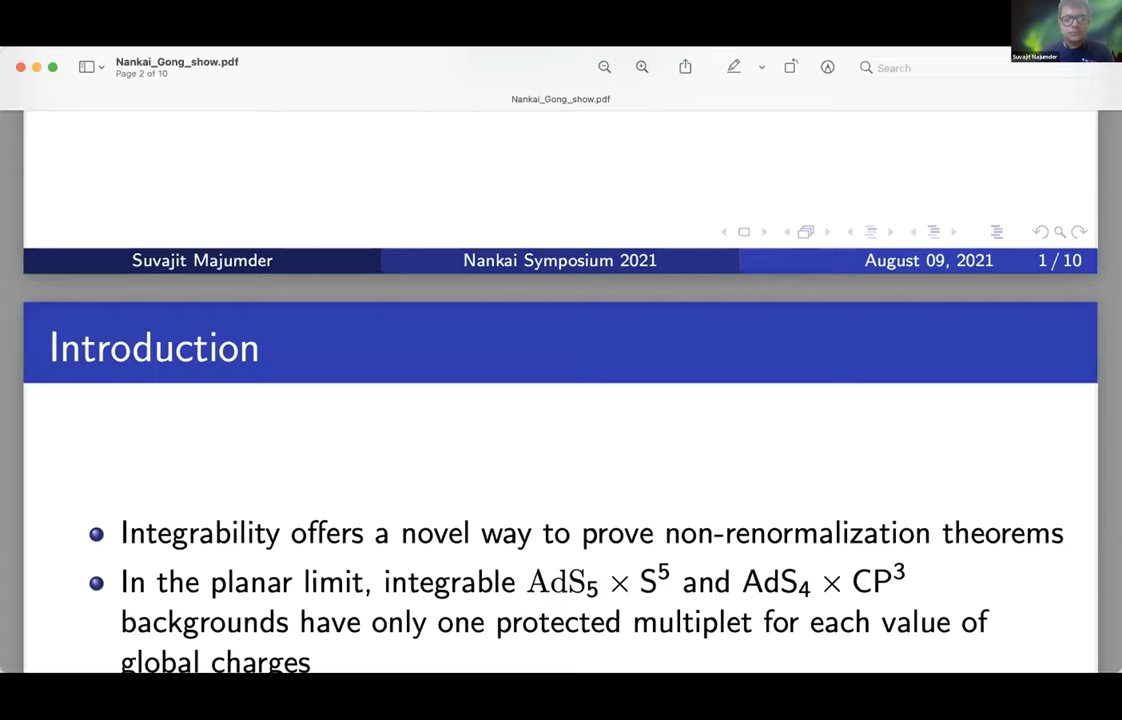 Suvajit Majumder
Nankai_Gong_show.pdf
Page 2 of 10
Search
Nankai_Gong_show.pdf
Suvajit Majumder Nankai Symposium 2021 August 09, 2021 1 / 10
Introduction
Integrability offers a novel way to prove non-renormalization theorems
In the planar limit, integrable AdS₅ × S⁵ and AdS₄ × CP³
backgrounds have only one protected multiplet for each value of
global charges